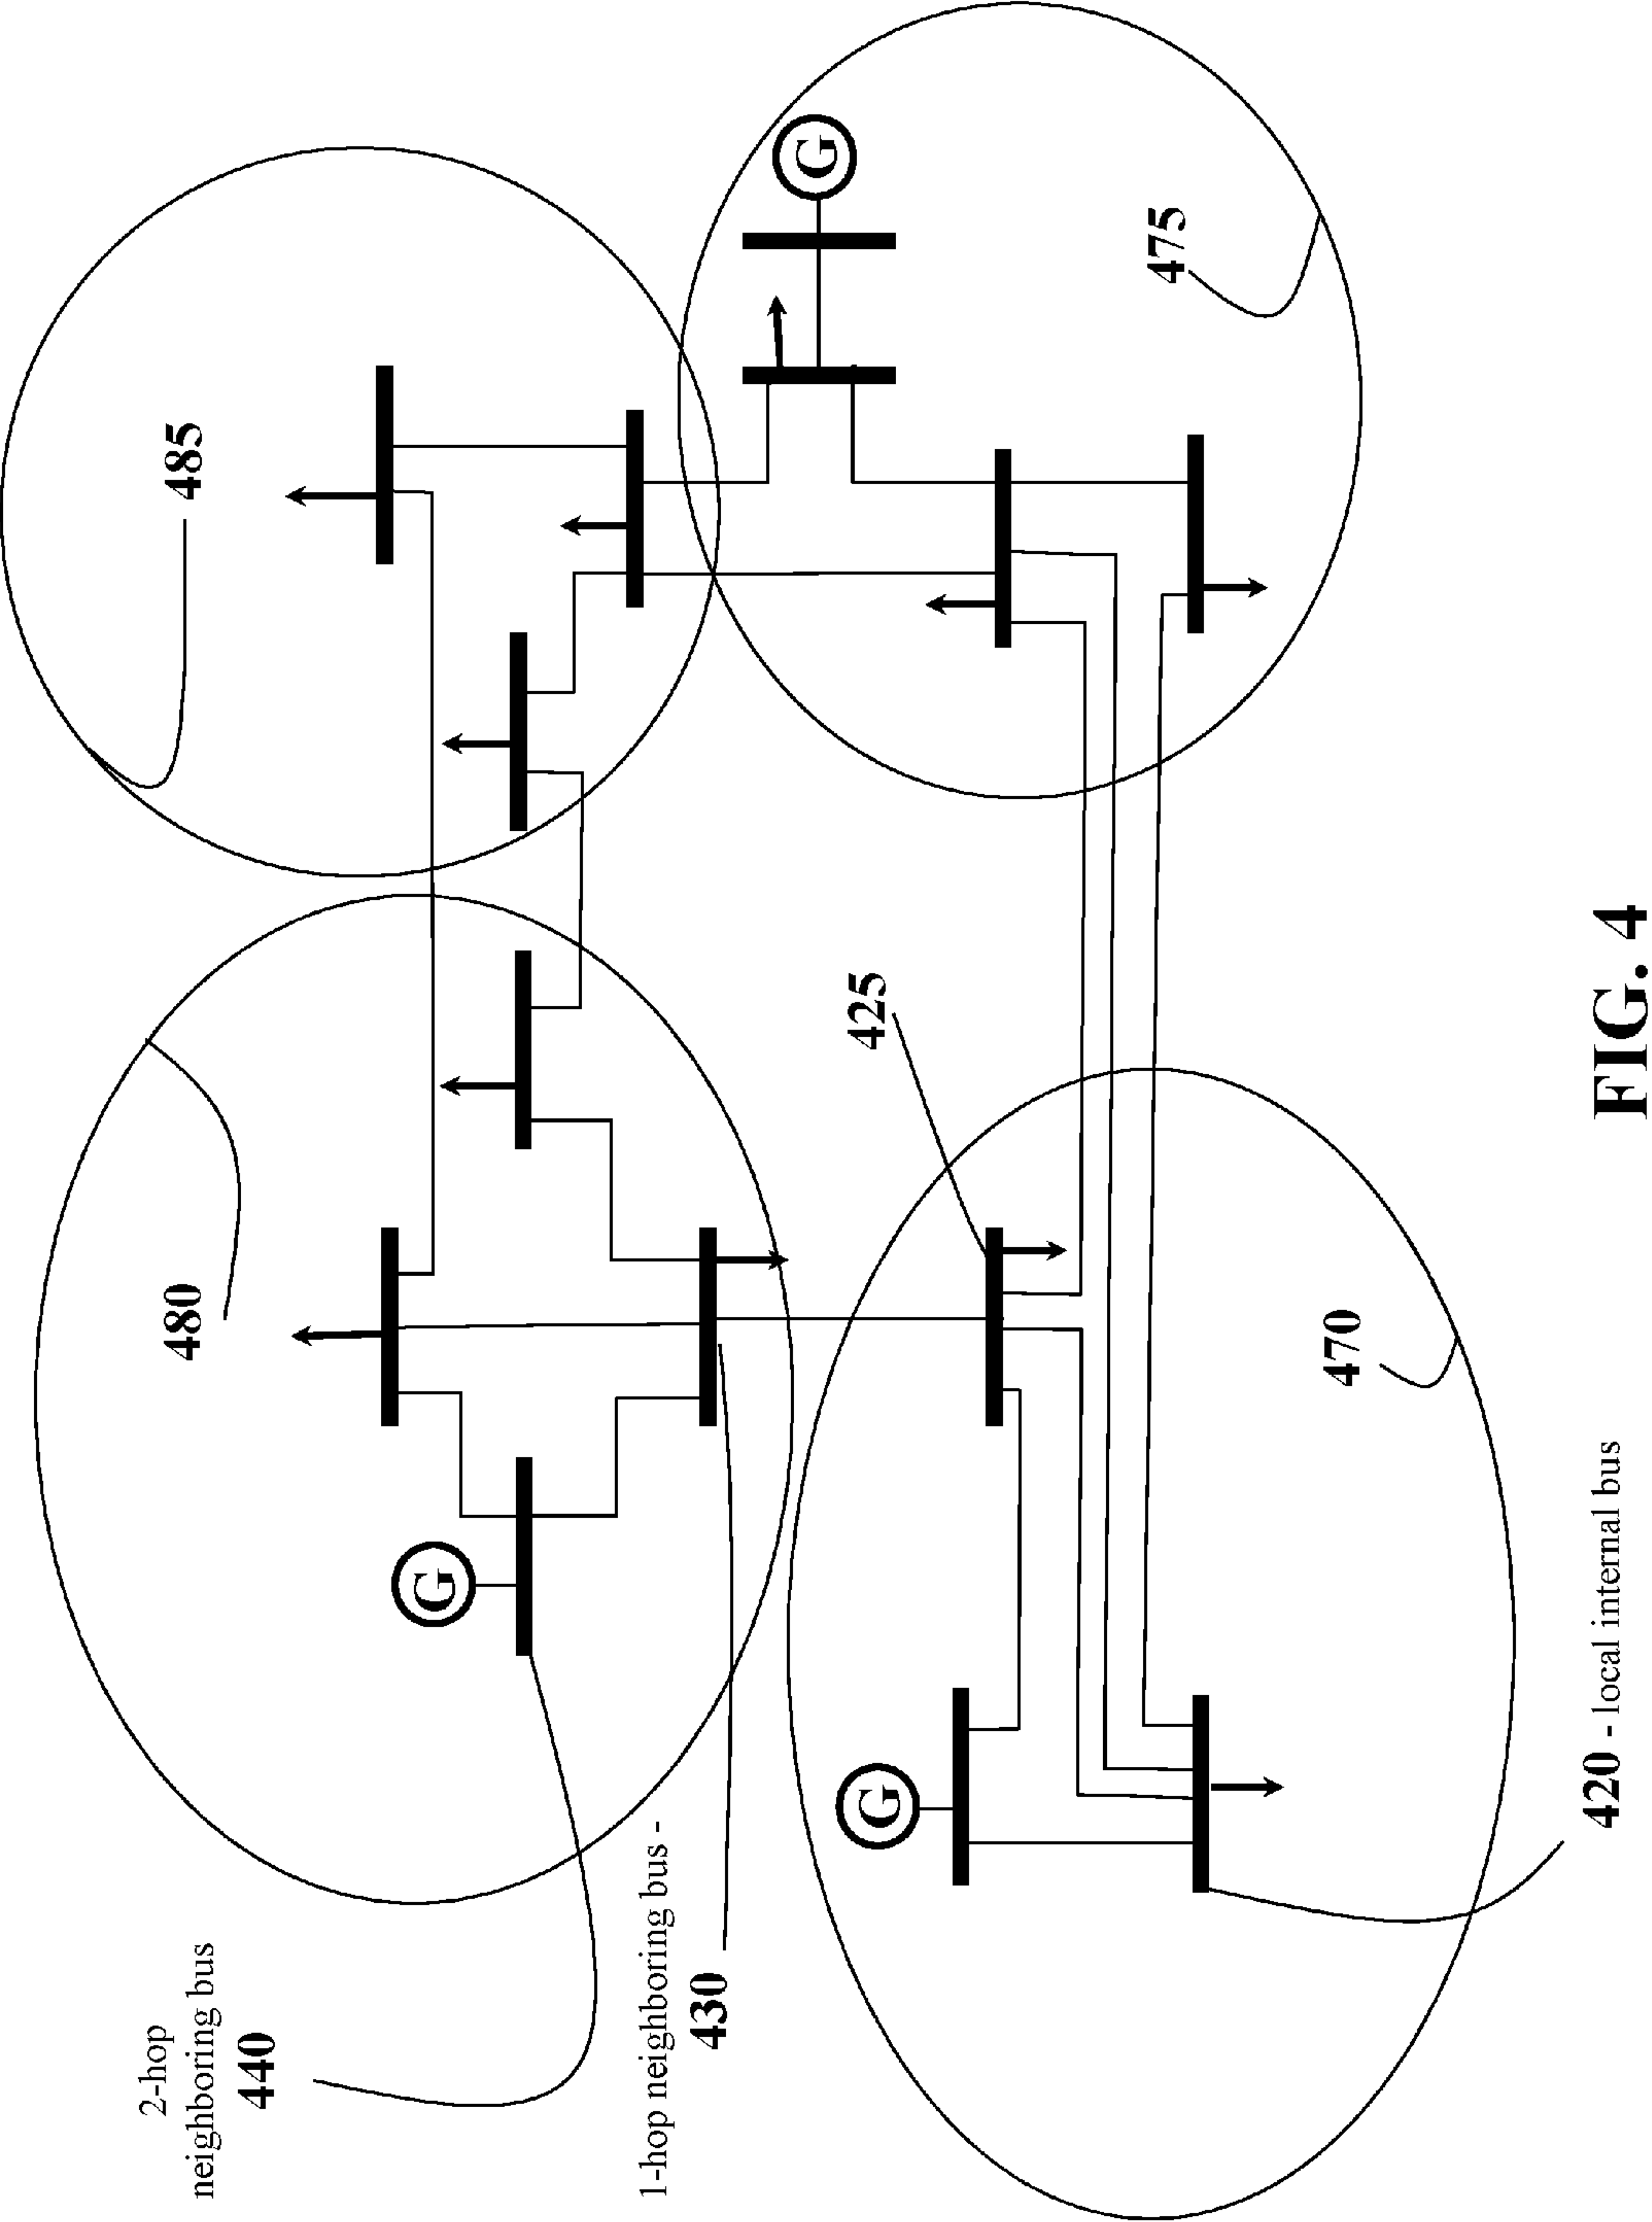 2-hop
neighboring bus
440
480
485
1-hop neighboring bus -
430
G
G
425
G
475
470
420 - local internal bus
FIG. 4